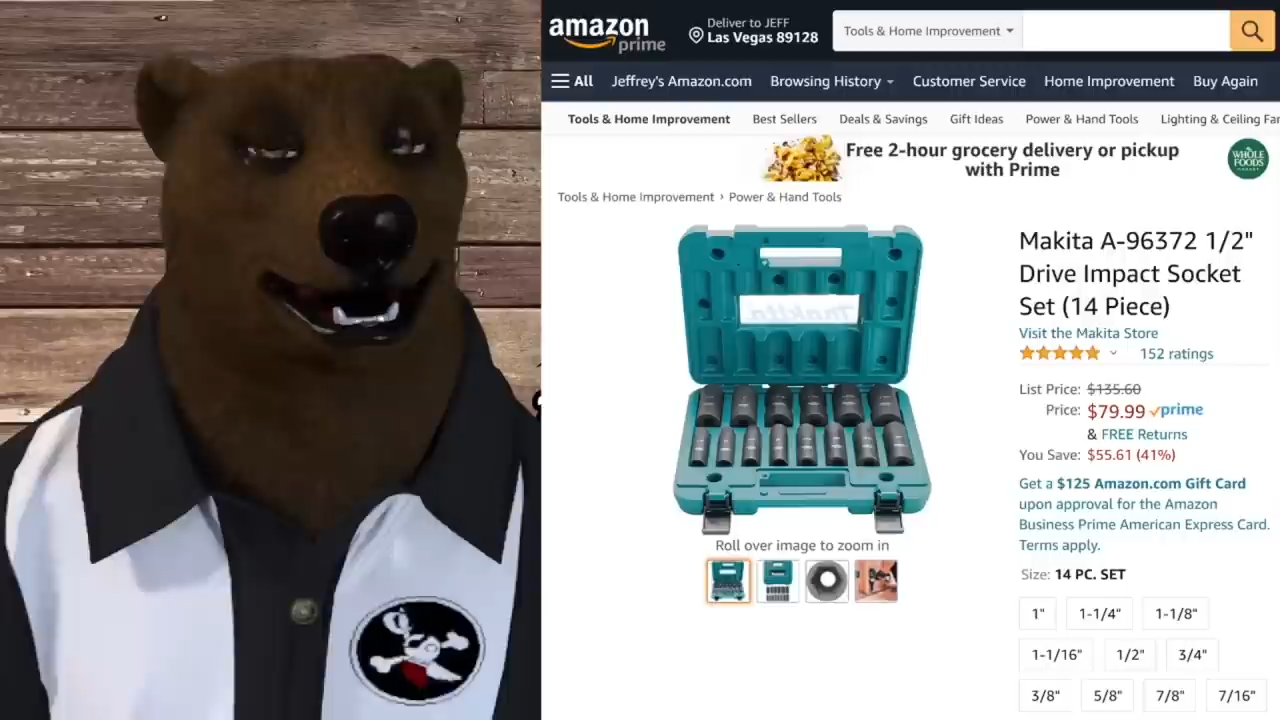 amazon
prime
Deliver to JEFF
Las Vegas 89128
Tools & Home Improvement
All
Jeffrey's Amazon.com
Browsing History
Customer Service
Home Improvement
Buy Again
Tools & Home Improvement
Best Sellers
Deals & Savings
Gift Ideas
Power & Hand Tools
Lighting & Ceiling Fan
Free 2-hour grocery delivery or pickup
with Prime
WHOLE
FOODS
MARKET
Tools & Home Improvement › Power & Hand Tools
Makita A-96372 1/2"
Drive Impact Socket
Set (14 Piece)
Visit the Makita Store
152 ratings
List Price: $135.60
Price: $79.99 prime
& FREE Returns
You Save: $55.61 (41%)
Get a $125 Amazon.com Gift Card
upon approval for the Amazon
Business Prime American Express Card.
Terms apply.
Makita
Roll over image to zoom in
Size: 14 PC. SET
1"
1-1/4"
1-1/8"
1-1/16"
1/2"
3/4"
3/8"
5/8"
7/8"
7/16"